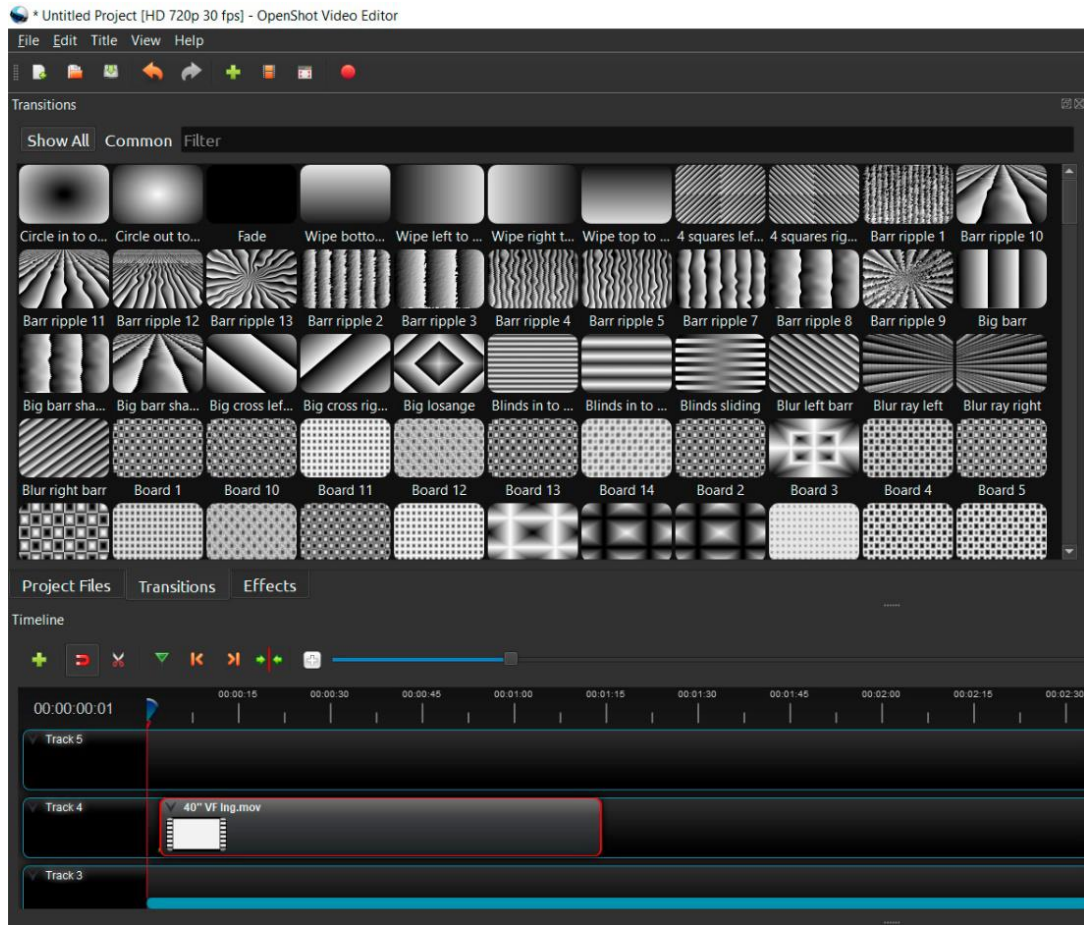 * Untitled Project [HD 720p 30 fps] - OpenShot Video Editor
File Edit Title View Help
Transitions
Show All Common Filter
Circle in to o... Circle out to... Fade Wipe botto... Wipe left to ... Wipe right t... Wipe top to ... 4 squares lef... 4 squares rig... Barr ripple 1 Barr ripple 10
Barr ripple 11 Barr ripple 12 Barr ripple 13 Barr ripple 2 Barr ripple 3 Barr ripple 4 Barr ripple 5 Barr ripple 7 Barr ripple 8 Barr ripple 9 Big barr
Big barr sha... Big barr sha... Big cross lef... Big cross rig... Big losange Blinds in to ... Blinds in to ... Blinds sliding Blur left barr Blur ray left Blur ray right
Blur right barr Board 1 Board 10 Board 11 Board 12 Board 13 Board 14 Board 2 Board 3 Board 4 Board 5
Project Files Transitions Effects
Timeline
00:00:00:01 00:00:15 00:00:30 00:00:45 00:01:00 00:01:15 00:01:30 00:01:45 00:02:00 00:02:15 00:02:30
Track 5
Track 4 40" VF Ing.mov
Track 3